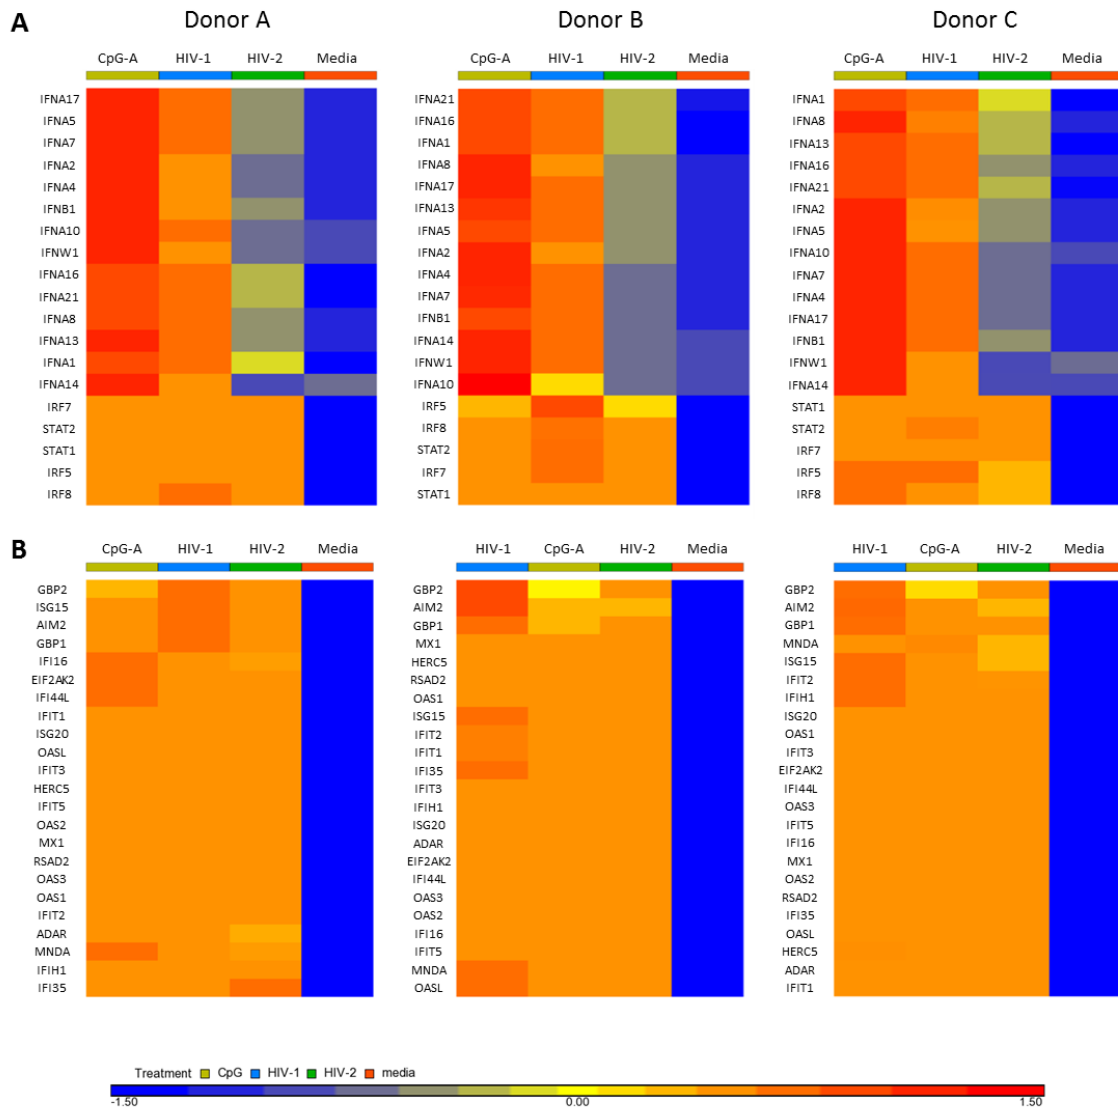 A
Donor A
Donor B
Donor C
CpG-A HIV-1 HIV-2 Media
CpG-A HIV-1 HIV-2 Media
CpG-A HIV-1 HIV-2 Media
IFNA17 IFNA21 IFNA1
IFNA5 IFNA16 IFNA8
IFNA7 IFNA1 IFNA13
IFNA2 IFNA8 IFNA16
IFNA4 IFNA17 IFNA21
IFNB1 IFNA13 IFNA2
IFNA10 IFNA5 IFNA5
IFNW1 IFNA2 IFNA10
IFNA16 IFNA4 IFNA7
IFNA21 IFNA7 IFNA4
IFNA8 IFNB1 IFNA17
IFNA13 IFNA14 IFNB1
IFNA1 IFNW1 IFNW1
IFNA14 IFNA10 IFNA14
IRF7 IRF5 STAT1
STAT2 IRF8 STAT2
STAT1 STAT2 IRF7
IRF5 IRF7 IRF5
IRF8 STAT1 IRF8
B
CpG-A HIV-1 HIV-2 Media
HIV-1 CpG-A HIV-2 Media
HIV-1 CpG-A HIV-2 Media
GBP2 GBP2 GBP2
ISG15 AIM2 AIM2
AIM2 GBP1 GBP1
GBP1 MX1 MNDA
IFI16 HERC5 ISG15
EIF2AK2 RSAD2 IFIT2
IFI44L OAS1 IFIH1
IFIT1 ISG15 ISG20
ISG20 IFIT2 OAS1
OASL IFIT1 IFIT3
IFIT3 IFI35 EIF2AK2
HERC5 IFIT3 IFI44L
IFIT5 IFIH1 OAS3
OAS2 ISG20 IFIT5
MX1 ADAR IFI16
RSAD2 EIF2AK2 MX1
OAS3 IFI44L OAS2
OAS1 OAS3 RSAD2
IFIT2 OAS2 IFI35
ADAR IFI16 OASL
MNDA IFIT5 HERC5
IFIH1 MNDA ADAR
IFI35 OASL IFIT1
Treatment CpG HIV-1 HIV-2 media
-1.50 0.00 1.50